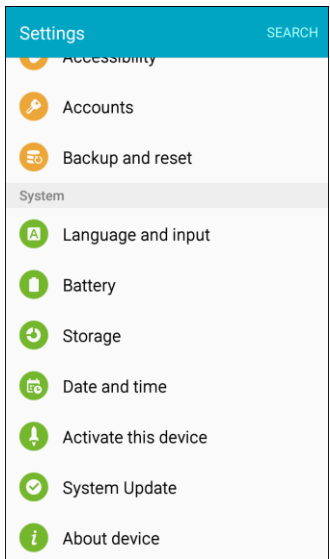 Settings
SEARCH
Accessibility
Accounts
Backup and reset
System
Language and input
Battery
Storage
Date and time
Activate this device
System Update
About device